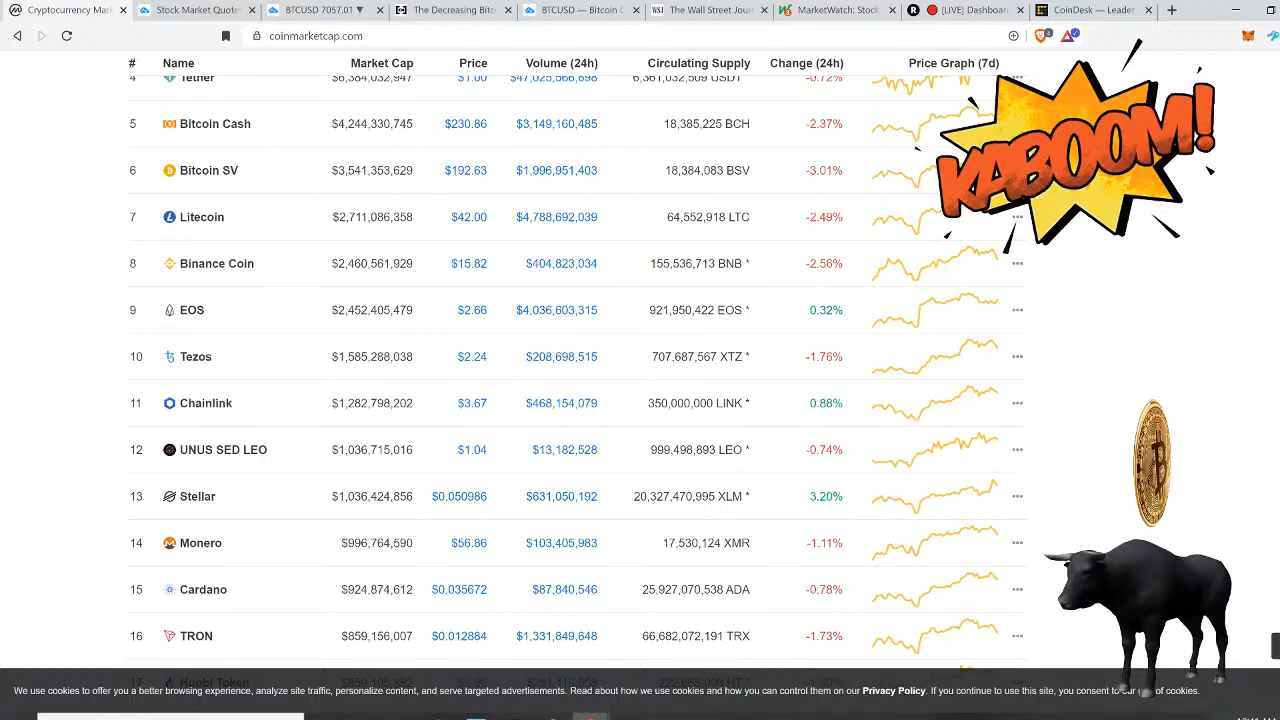 Cryptocurrency Mark
Stock Market Quotes
BTCUSD 7057.01 ▼
The Decreasing Bitc
BTCUSD — Bitcoin
The Wall Street Jou
MarketWatch: Stock
[LIVE] Dashboar
CoinDesk — Leade
coinmarketcap.com
# Name Market Cap Price Volume (24h) Circulating Supply Change (24h) Price Graph (7d)
4 Tether $1.00 -0.72%
5 Bitcoin Cash $4,244,330,745 $230.86 $3,149,160,485 18,385,225 BCH -2.37%
6 Bitcoin SV $192.63 $1,996,951,403 18,384,083 BSV -3.01%
7 Litecoin $2,711,086,358 $42.00 $4,788,692,039 64,552,918 LTC -2.49%
8 Binance Coin $2,460,561,929 $15.82 $404,823,034 155,536,713 BNB * -2.56%
9 EOS $2,452,405,479 $2.66 $4,036,603,315 921,950,422 EOS * 0.32%
10 Tezos $1,585,288,038 $2.24 $208,698,515 707,687,567 XTZ * -1.76%
11 Chainlink $1,282,798,202 $3.67 $468,154,079 350,000,000 LINK * 0.88%
12 UNUS SED LEO $1,036,715,016 $1.04 $13,182,528 999,498,893 LEO * -0.74%
13 Stellar $1,036,424,856 $0.050986 $631,050,192 20,327,470,995 XLM * 3.20%
14 Monero $996,764,590 $56.86 $103,405,983 17,530,124 XMR -1.11%
15 Cardano $924,874,612 $0.035672 $87,840,546 25,927,070,538 ADA -0.78%
16 TRON $859,156,007 $0.012884 $1,331,849,648 66,682,072,191 TRX -1.73%
17 Huobi Token
We use cookies to offer you a better browsing experience, analyze site traffic, personalize content, and serve targeted advertisements. Read about how we use cookies and how you can control them on our Privacy Policy. If you continue to use this site, you consent to our of cookies.
KABOOM!